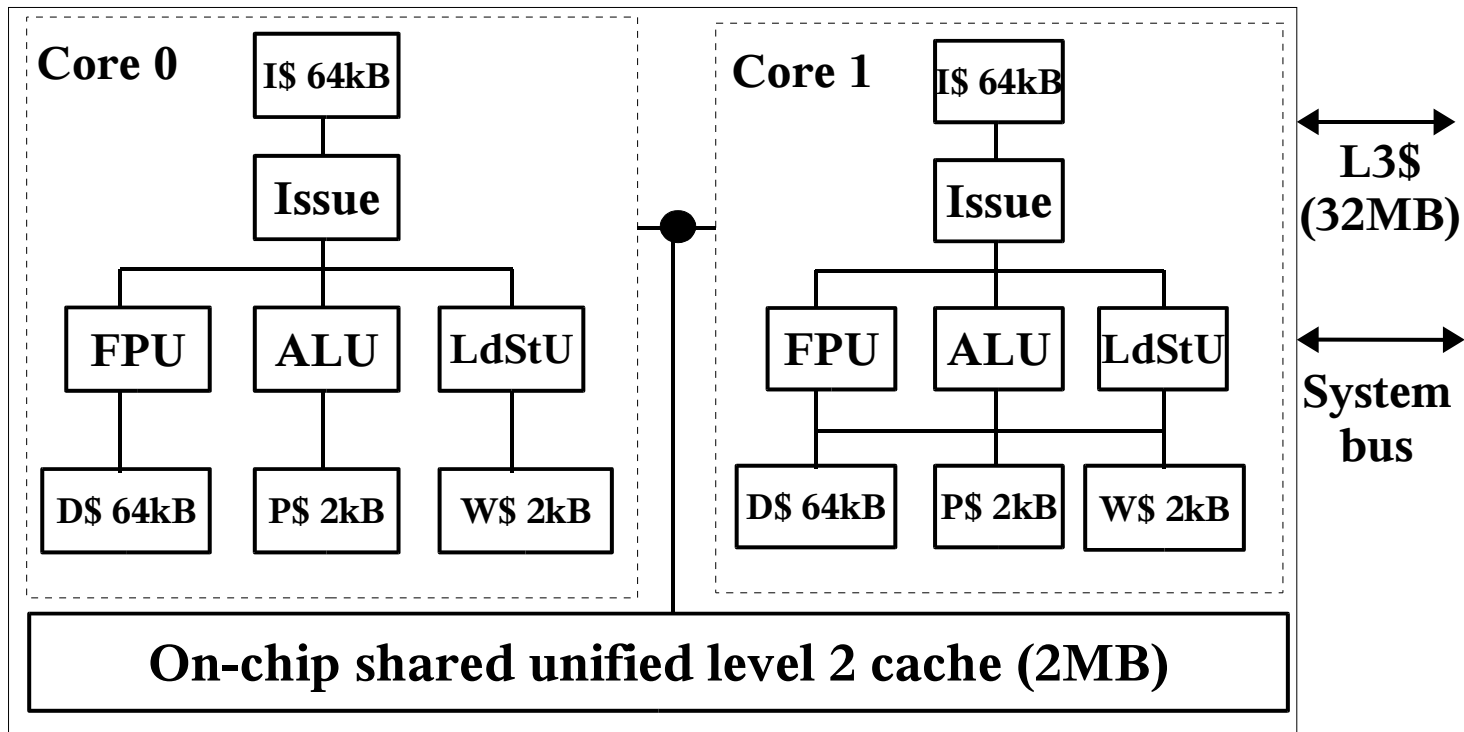 Core 0
I$ 64kB
Issue
FPU
ALU
LdStU
D$ 64kB
P$ 2kB
W$ 2kB
Core 1
I$ 64kB
Issue
FPU
ALU
LdStU
D$ 64kB
P$ 2kB
W$ 2kB
L3$
(32MB)
System
bus
On-chip shared unified level 2 cache (2MB)